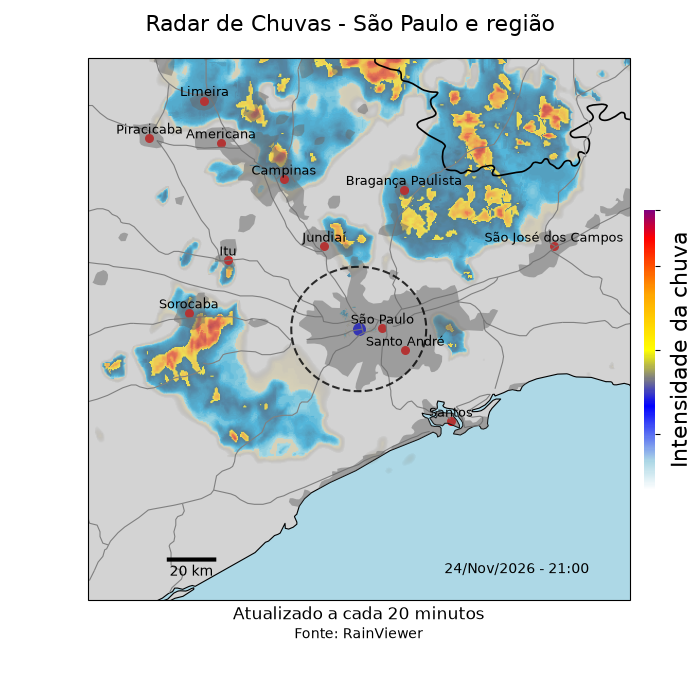 Radar de Chuvas - São Paulo e região
Limeira
Piracicaba
Americana
Campinas
Bragança Paulista
Jundiaí
São José dos Campos
Itu
Sorocaba
São Paulo
Santo André
Santos
Intensidade da chuva
20 km
24/Nov/2026 - 21:00
Atualizado a cada 20 minutos
Fonte: RainViewer